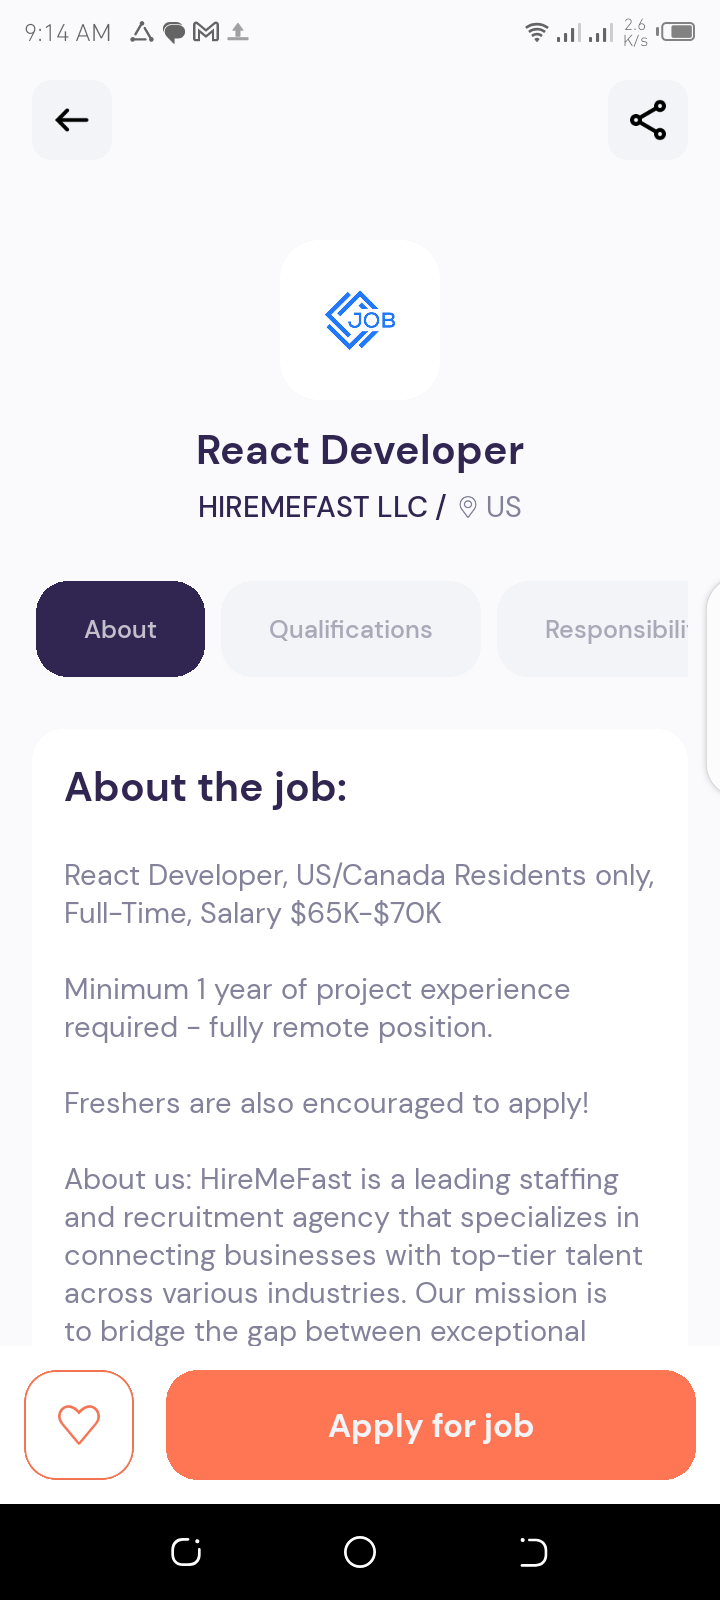 9:14 AM
2.6
K/s
JOB
React Developer
HIREMEFAST LLC / US
About
Qualifications
Responsibili
About the job:
React Developer, US/Canada Residents only,
Full-Time, Salary $65K-$70K
Minimum 1 year of project experience
required - fully remote position.
Freshers are also encouraged to apply!
About us: HireMeFast is a leading staffing
and recruitment agency that specializes in
connecting businesses with top-tier talent
across various industries. Our mission is
to bridge the gap between exceptional
Apply for job